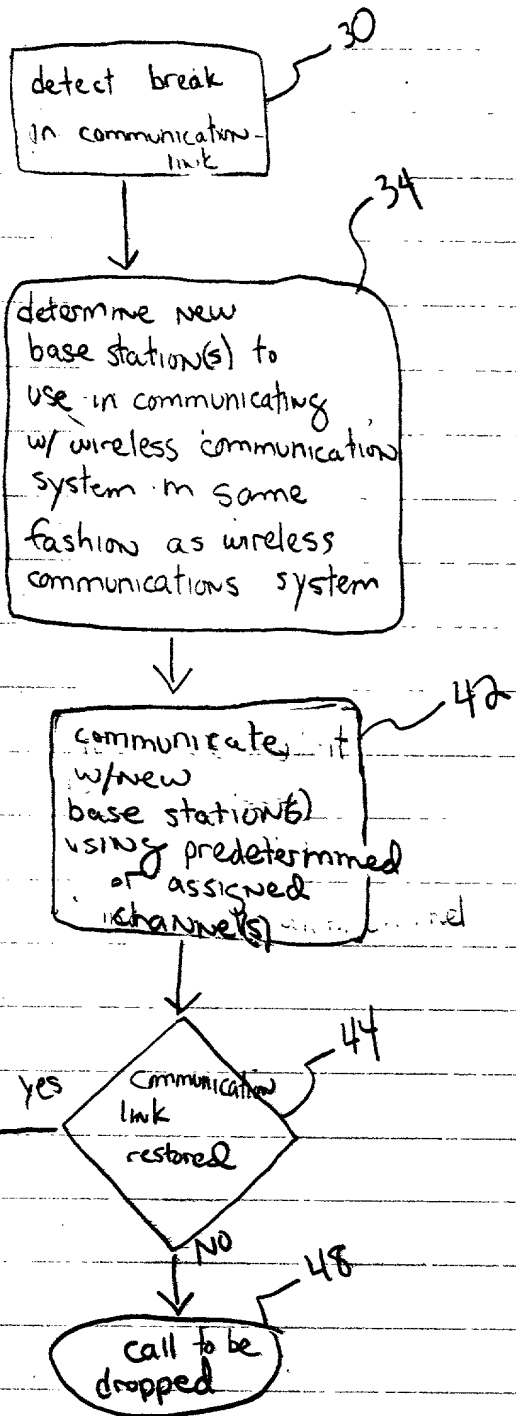 30
detect break
in communication
link
34
determine new
base station(s) to
use in communicating
w/ wireless communication
system in same
fashion as wireless
communications system
42
communicate, it
w/new
base station(s)
using predetermined
or assigned
channel(s)
44
yes
communication
link
restored
NO
48
call to be
dropped